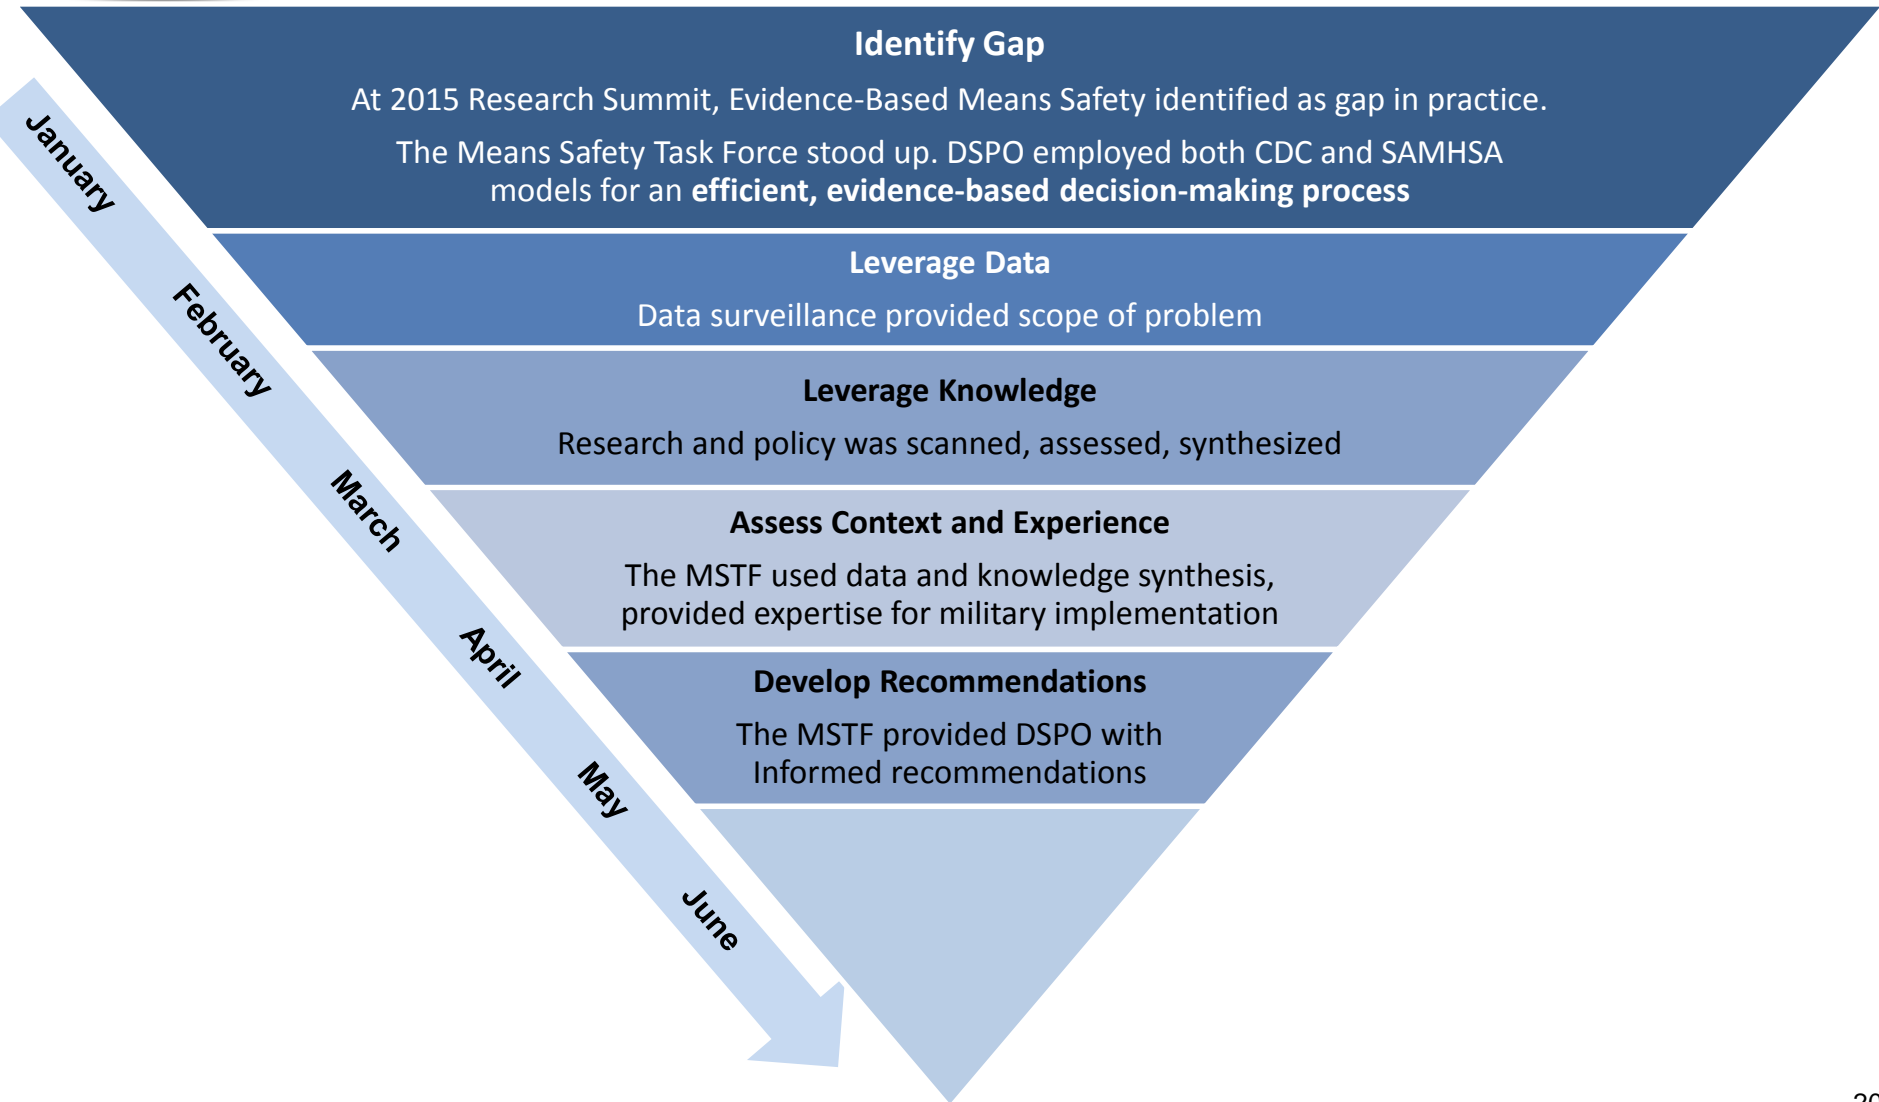 Identify Gap
At 2015 Research Summit, Evidence-Based Means Safety identified as gap in practice.
The Means Safety Task Force stood up. DSPO employed both CDC and SAMHSA
models for an efficient, evidence-based decision-making process
Leverage Data
Data surveillance provided scope of problem
Leverage Knowledge
Research and policy was scanned, assessed, synthesized
Assess Context and Experience
The MSTF used data and knowledge synthesis,
provided expertise for military implementation
Develop Recommendations
The MSTF provided DSPO with
Informed recommendations
January
February
March
April
May
June